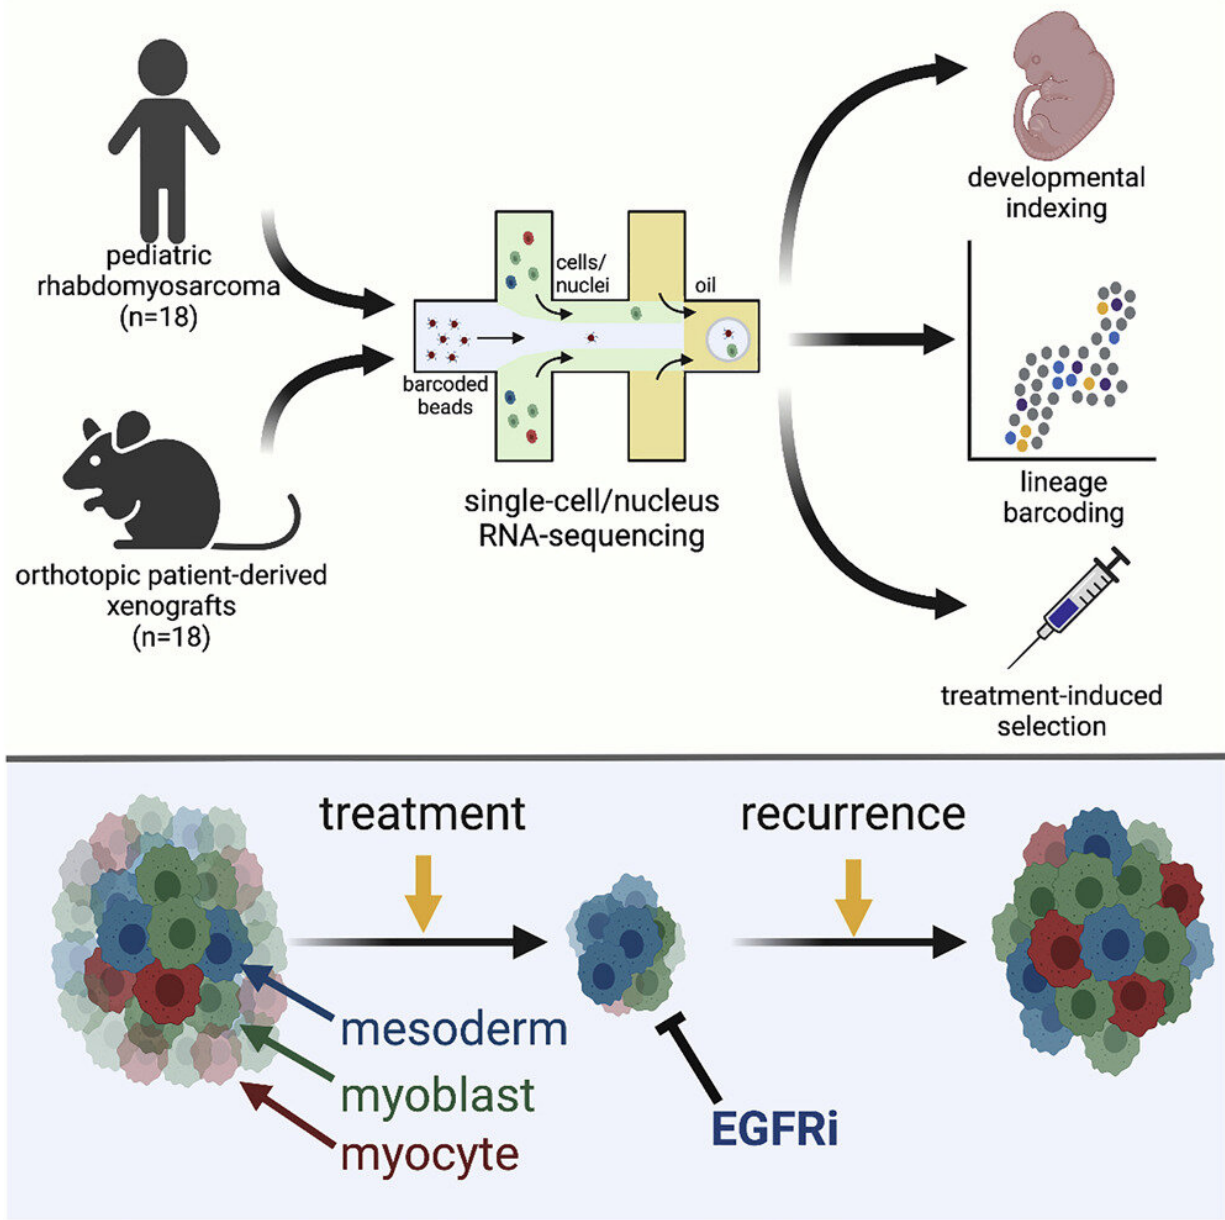 pediatric
rhabdomyosarcoma
(n=18)
orthotopic patient-derived
xenografts
(n=18)
cells/
nuclei
oil
barcoded
beads
single-cell/nucleus
RNA-sequencing
developmental
indexing
lineage
barcoding
treatment-induced
selection
treatment
recurrence
mesoderm
myoblast
myocyte
EGFRi